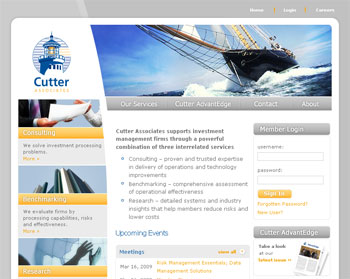 Home | Login | Careers
Cutter
ASSOCIATES
Our Services
Cutter AdvantEdge
Contact
About
Consulting
We solve investment processing
problems.
More »
Benchmarking
We evaluate firms by
processing capabilities, risks
and effectiveness.
More »
Research
Cutter Associates supports investment
management firms through a powerful
combination of three interrelated services
Consulting – proven and trusted expertise
in delivery of operations and technology
improvements
Benchmarking – comprehensive assessment
of operational effectiveness
Research – detailed systems and industry
insights that help members reduce risks and
lower costs
Upcoming Events
Meetings
view all
Mar 16, 2009
Risk Management Essentials, Data
Management Solutions
Member Login
username:
password:
Sign In
Forgotten Password?
New User?
Cutter AdvantEdge
Take a look
at our
latest issue